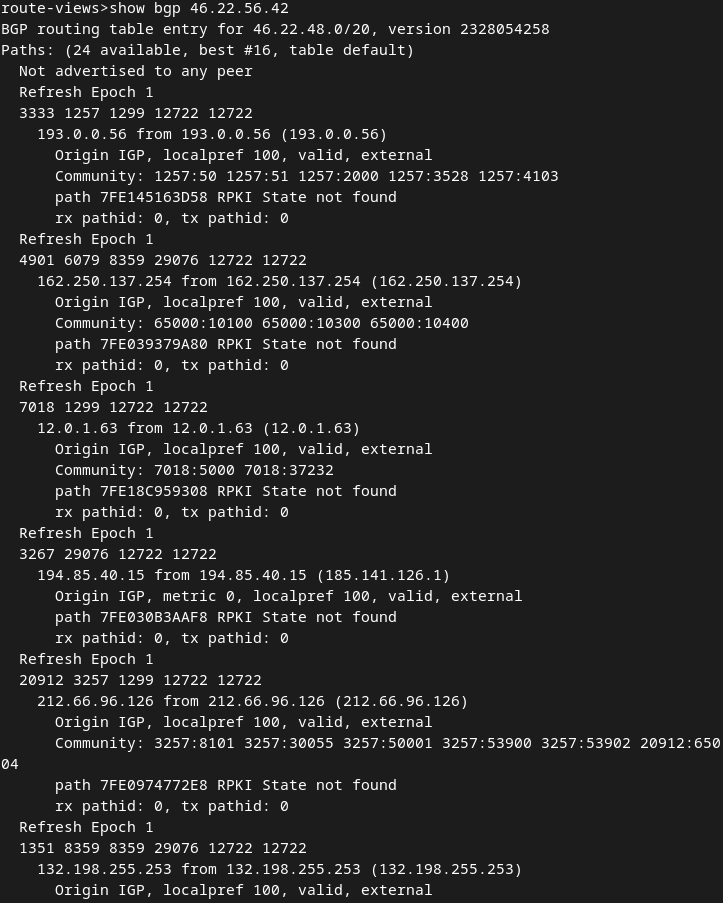 route-views>show bgp 46.22.56.42
BGP routing table entry for 46.22.48.0/20, version 2328054258
Paths: (24 available, best #16, table default)
  Not advertised to any peer
  Refresh Epoch 1
  3333 1257 1299 12722 12722
    193.0.0.56 from 193.0.0.56 (193.0.0.56)
      Origin IGP, localpref 100, valid, external
      Community: 1257:50 1257:51 1257:2000 1257:3528 1257:4103
      path 7FE145163D58 RPKI State not found
      rx pathid: 0, tx pathid: 0
  Refresh Epoch 1
  4901 6079 8359 29076 12722 12722
    162.250.137.254 from 162.250.137.254 (162.250.137.254)
      Origin IGP, localpref 100, valid, external
      Community: 65000:10100 65000:10300 65000:10400
      path 7FE039379A80 RPKI State not found
      rx pathid: 0, tx pathid: 0
  Refresh Epoch 1
  7018 1299 12722 12722
    12.0.1.63 from 12.0.1.63 (12.0.1.63)
      Origin IGP, localpref 100, valid, external
      Community: 7018:5000 7018:37232
      path 7FE18C959308 RPKI State not found
      rx pathid: 0, tx pathid: 0
  Refresh Epoch 1
  3267 29076 12722 12722
    194.85.40.15 from 194.85.40.15 (185.141.126.1)
      Origin IGP, metric 0, localpref 100, valid, external
      path 7FE030B3AAF8 RPKI State not found
      rx pathid: 0, tx pathid: 0
  Refresh Epoch 1
  20912 3257 1299 12722 12722
    212.66.96.126 from 212.66.96.126 (212.66.96.126)
      Origin IGP, localpref 100, valid, external
      Community: 3257:8101 3257:30055 3257:50001 3257:53900 3257:53902 20912:650
04
      path 7FE0974772E8 RPKI State not found
      rx pathid: 0, tx pathid: 0
  Refresh Epoch 1
  1351 8359 8359 29076 12722 12722
    132.198.255.253 from 132.198.255.253 (132.198.255.253)
      Origin IGP, localpref 100, valid, external